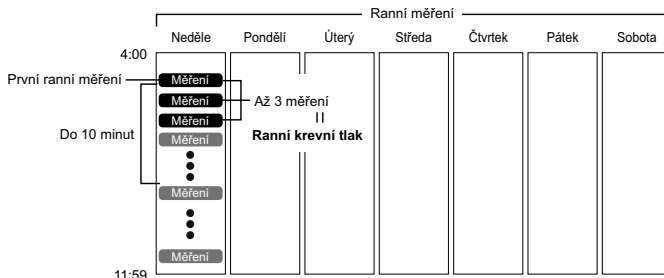 Ranní měření
Neděle Pondělí Úterý Středa Čtvrtek Pátek Sobota
4:00
První ranní měření
Měření
Měření
Až 3 měření
Měření
Do 10 minut
Měření
Ranní krevní tlak
Měření
Měření
11:59